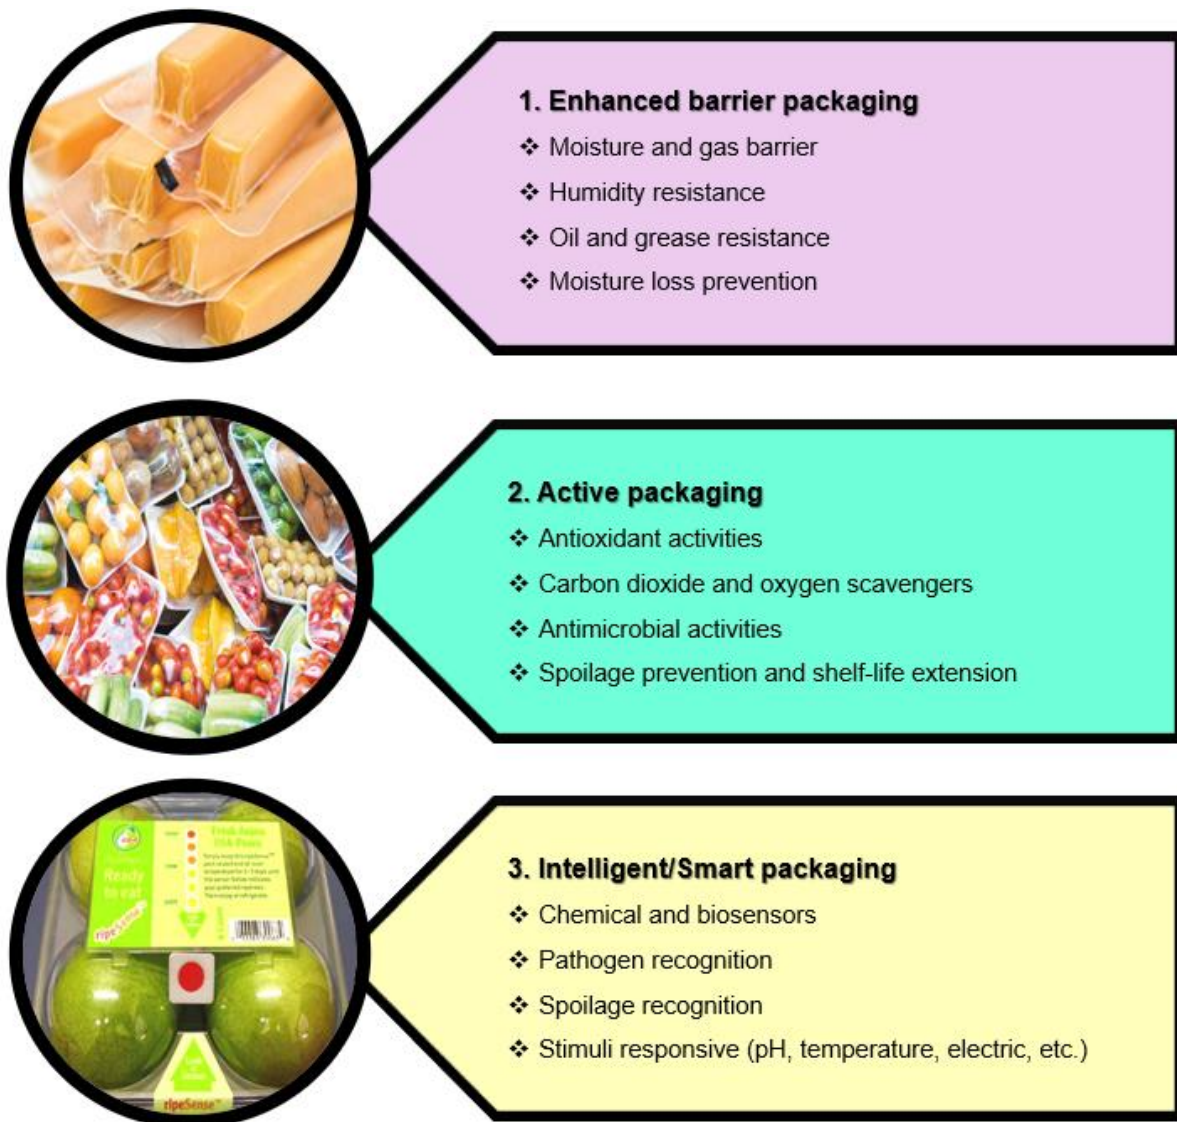 1. Enhanced barrier packaging
❖ Moisture and gas barrier
❖ Humidity resistance
❖ Oil and grease resistance
❖ Moisture loss prevention
2. Active packaging
❖ Antioxidant activities
❖ Carbon dioxide and oxygen scavengers
❖ Antimicrobial activities
❖ Spoilage prevention and shelf-life extension
Ready
to eat
ripeSense
3. Intelligent/Smart packaging
❖ Chemical and biosensors
❖ Pathogen recognition
❖ Spoilage recognition
❖ Stimuli responsive (pH, temperature, electric, etc.)
ripeSense™